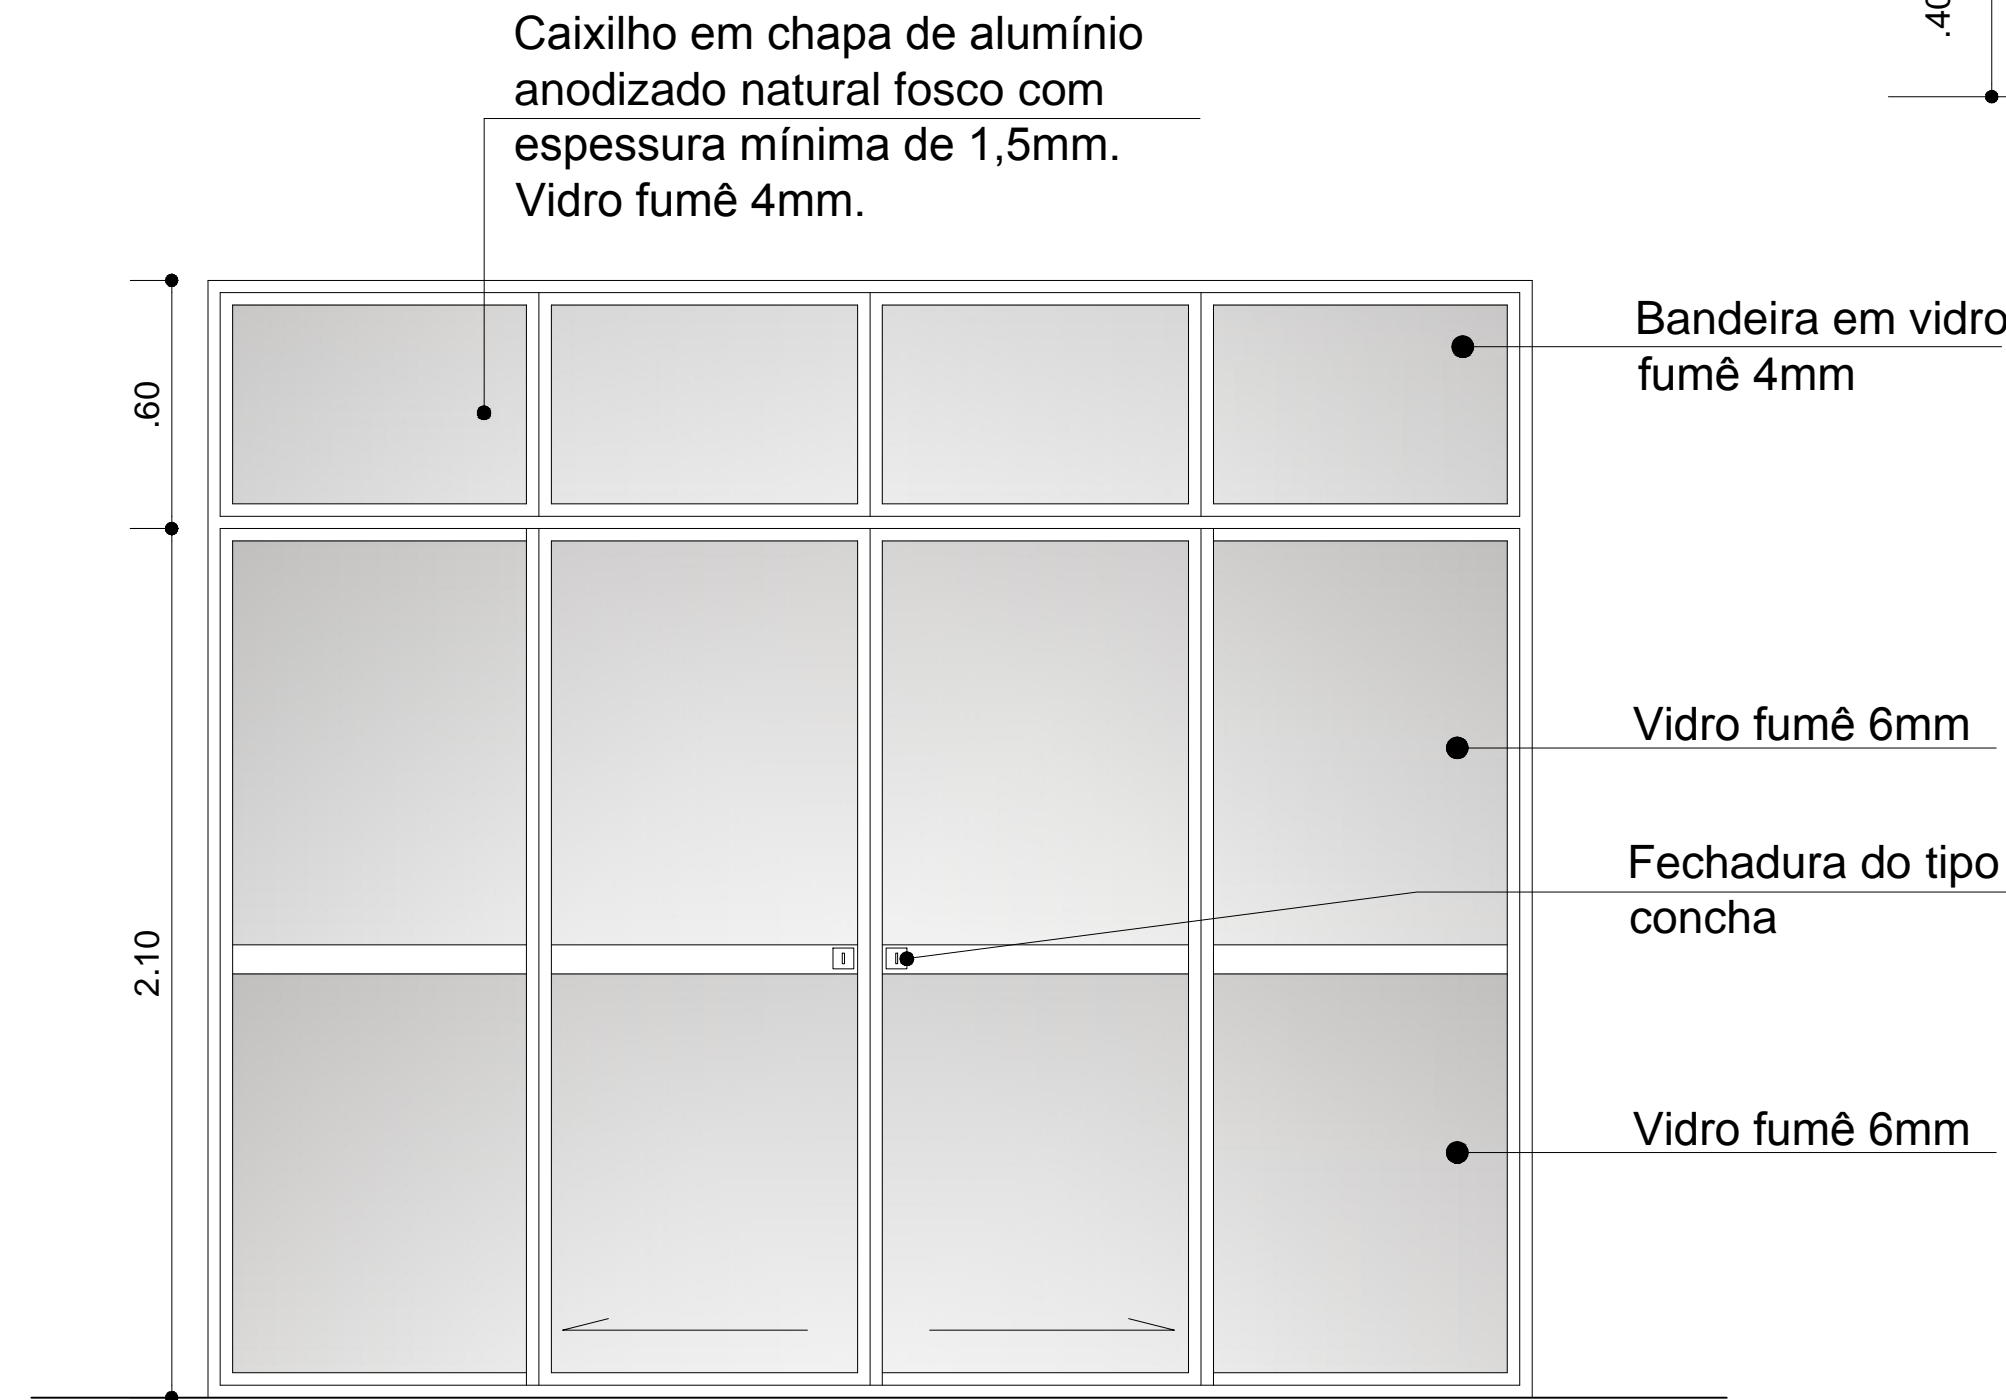 Caixilho em chapa de alumínio
anodizado natural fosco com
espessura mínima de 1,5mm.
Vidro fumê 4mm.
.40
Bandeira em vidro
fumê 4mm
.60
Vidro fumê 6mm
Fechadura do tipo
concha
2.10
Vidro fumê 6mm